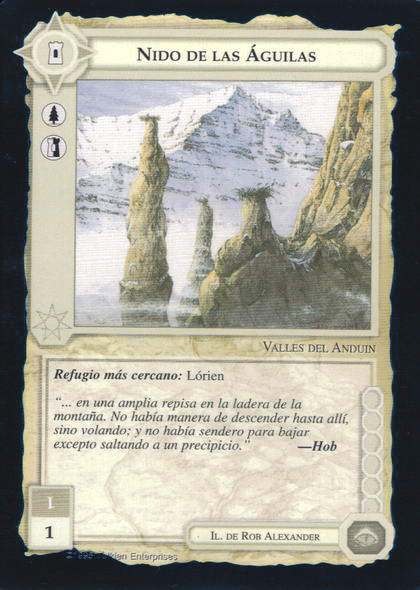 NIDO DE LAS ÁGUILAS
VALLES DEL ANDUIN
Refugio más cercano: Lórien
“... en una amplia repisa en la ladera de la
montaña. No había manera de descender hasta allí,
sino volando; y no había sendero para bajar
excepto saltando a un precipicio.” —Hob
I
1
IL. DE ROB ALEXANDER
Tolkien Enterprises